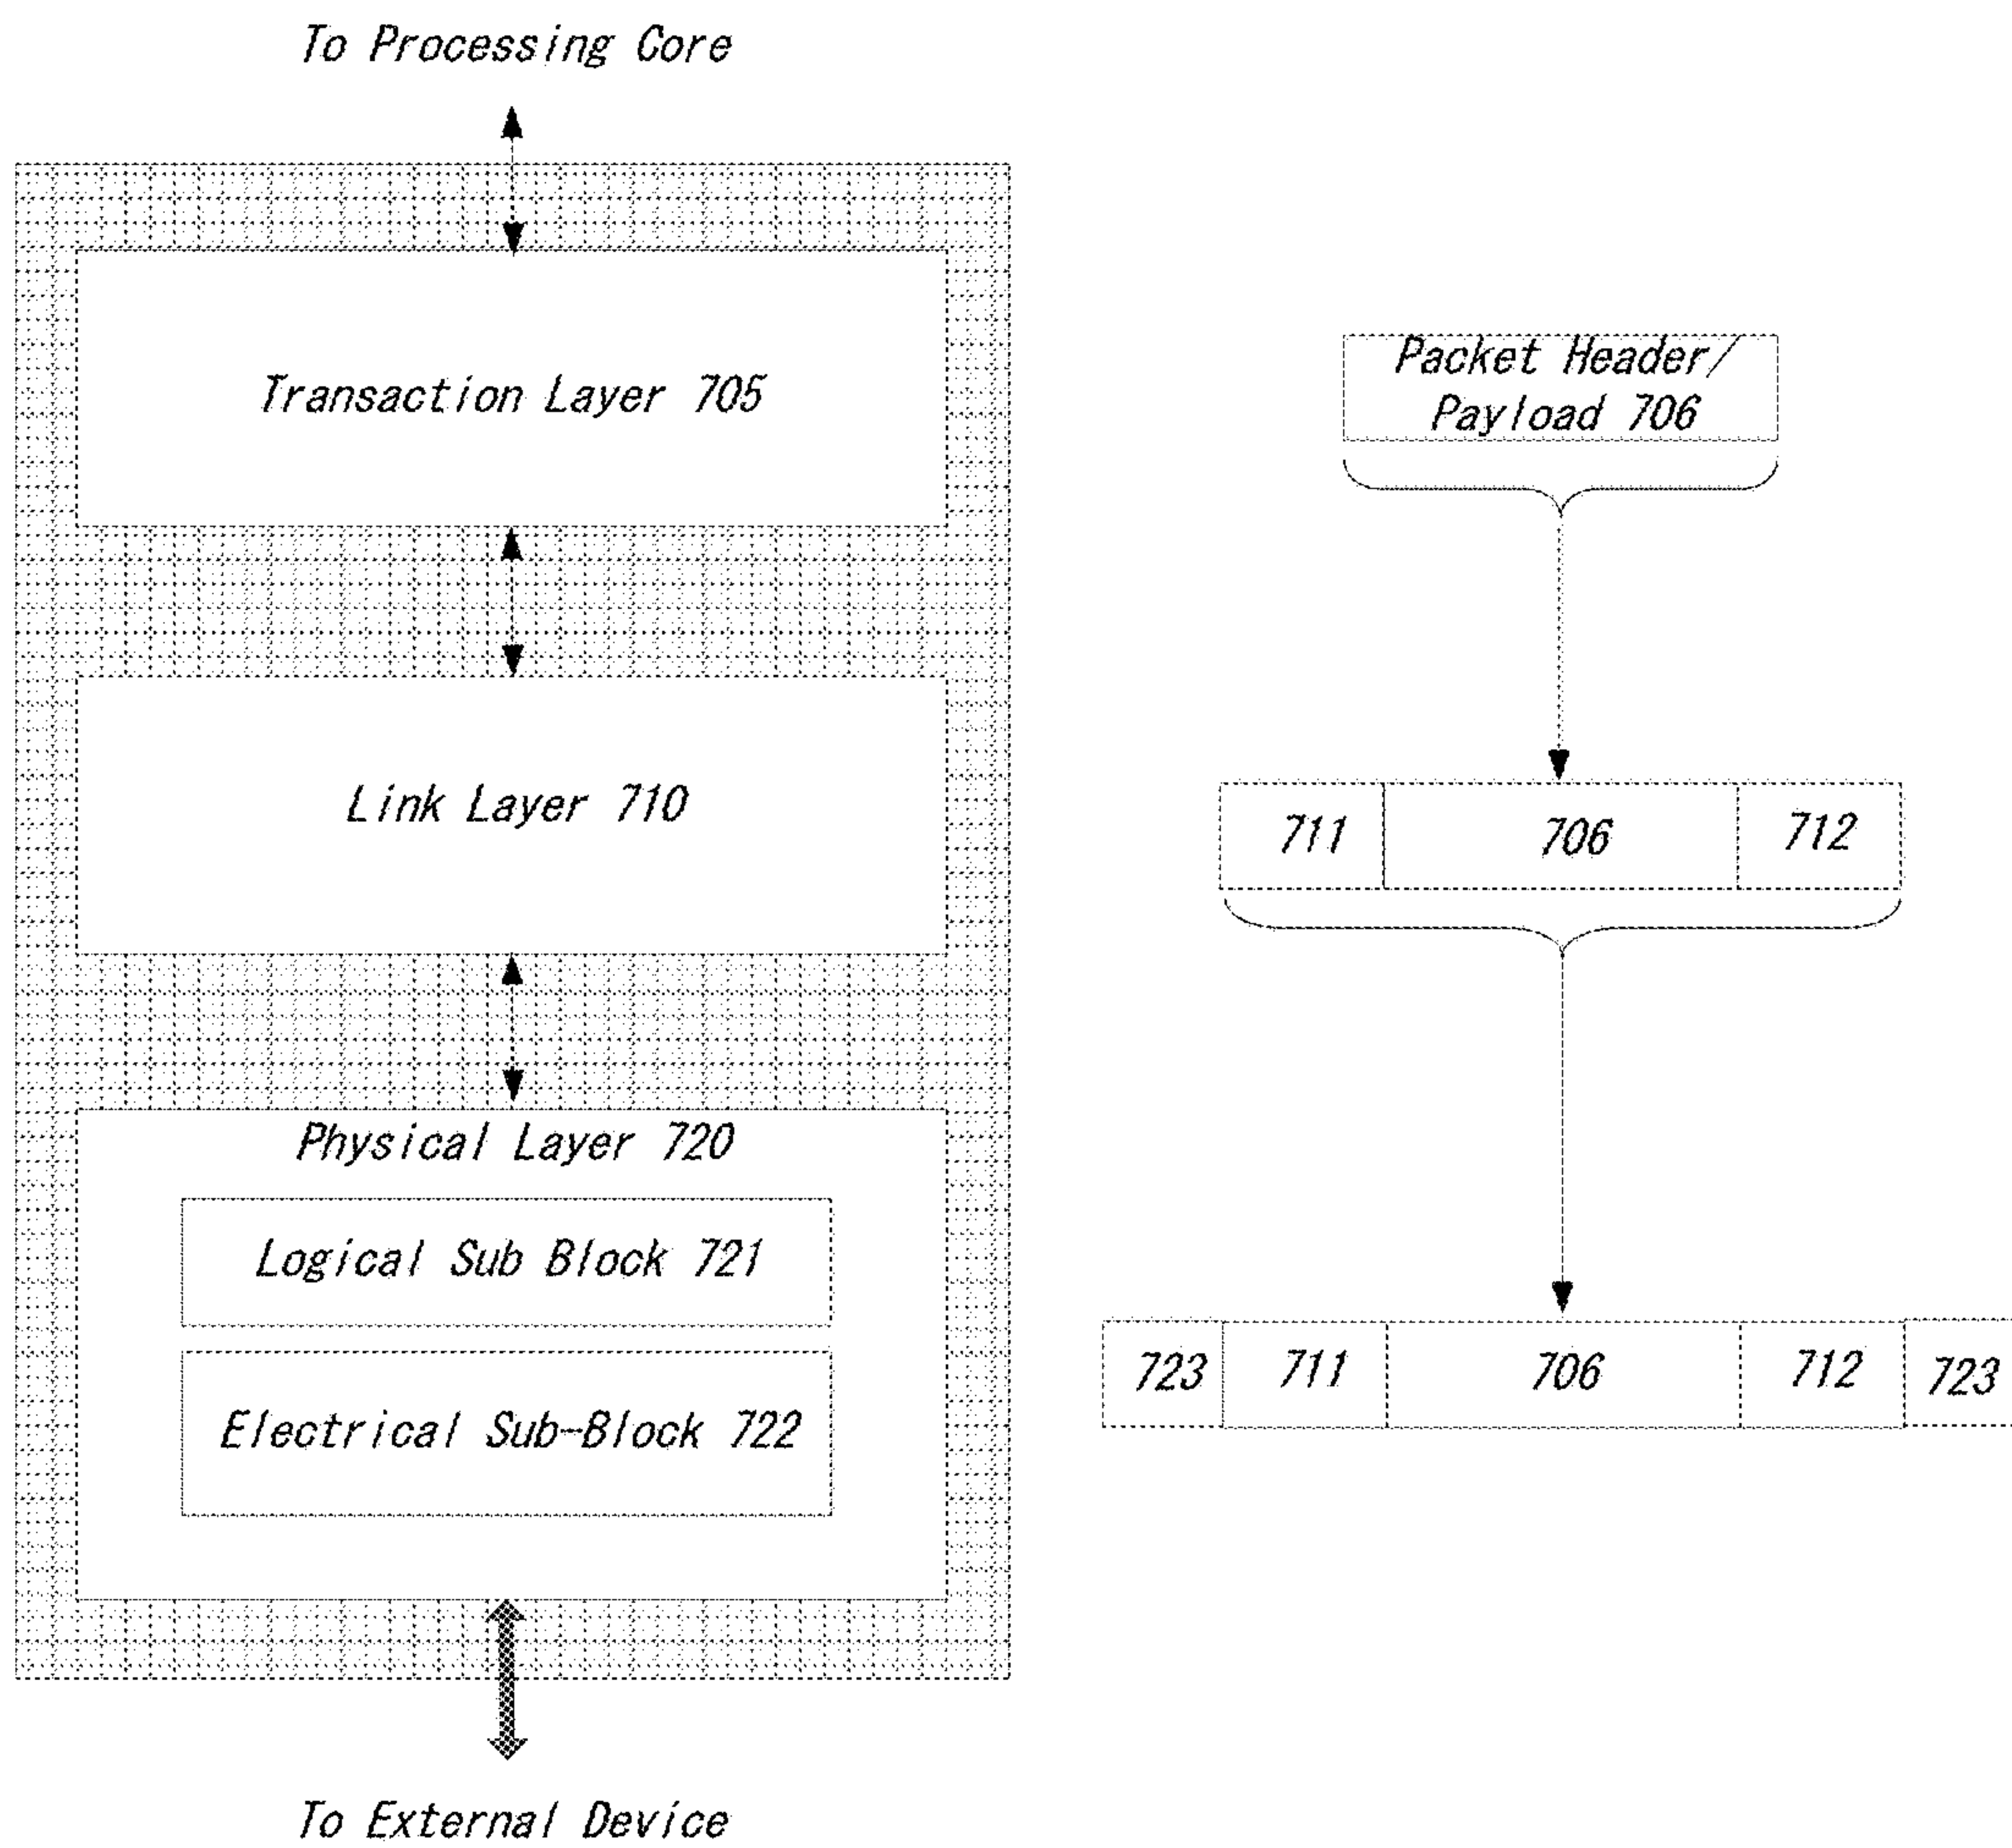 To Processing Core
Transaction Layer 705
Packet Header/
Payload 706
Link Layer 710
711 706 712
Physical Layer 720
Logical Sub Block 721
Electrical Sub-Block 722
723 711 706 712 723
To External Device